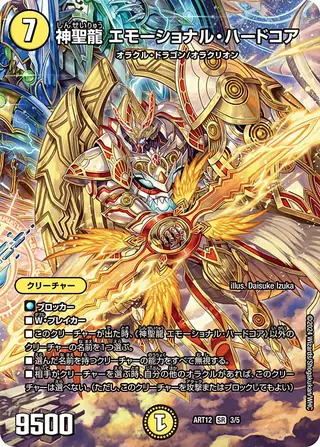 7
しんせいりゅう
神聖龍 エモーショナル・ハードコア
オラクル・ドラゴン/オラクリオン
クリーチャー
illus. Daisuke Izuka
ブロッカー
■W・ブレイカー
■このクリーチャーが出た時、《神聖龍 エモーショナル・ハードコア》以外のク
リーチャーの名前を1つ選ぶ。
■選んだ名前を持つクリーチャーの能力をすべて無視する。
■相手がクリーチャーを選ぶ時、自分の他のオラクルがあれば、このクリー
チャーは選べない。(ただし、このクリーチャーを攻撃またはブロックしてもよい)
9500
1
ART12 SR 3/5